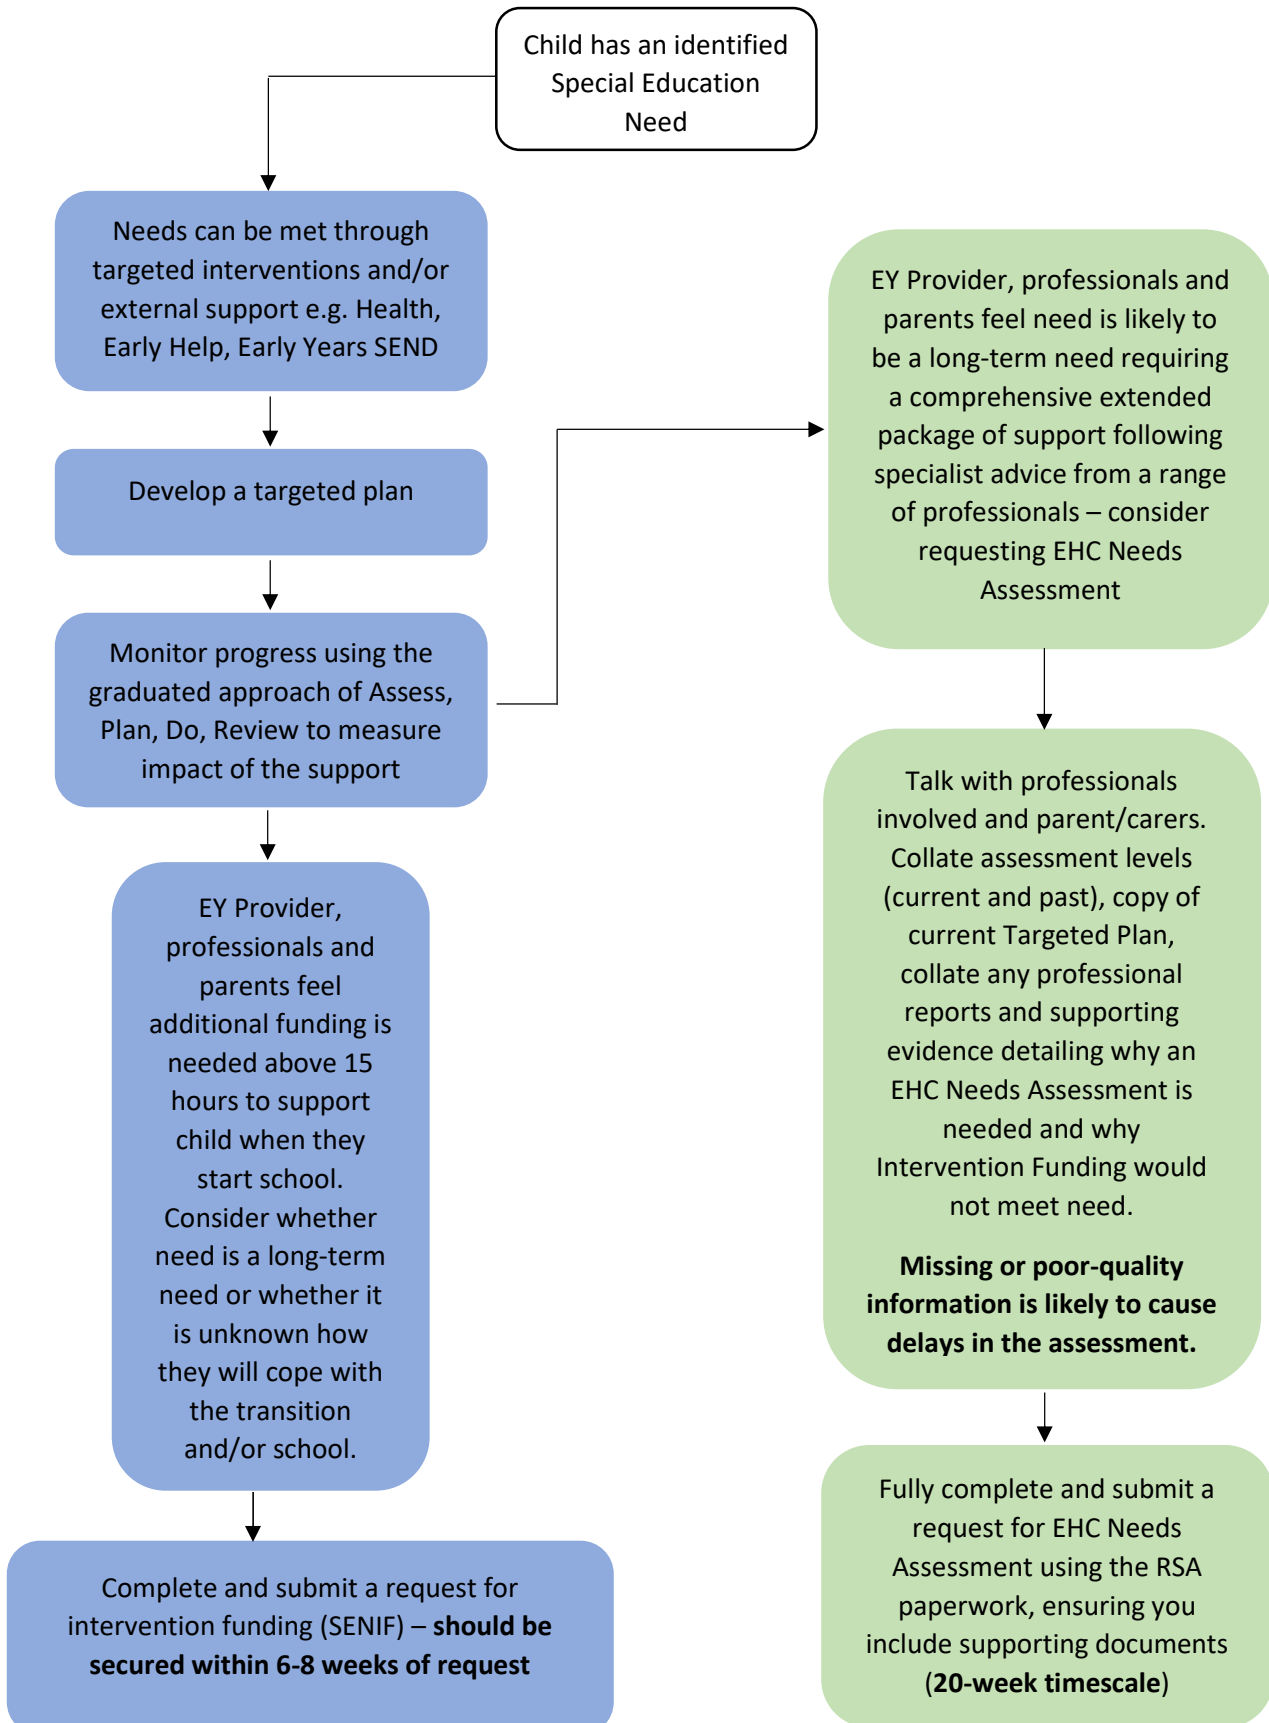 Child has an identified
Special Education
Need
Needs can be met through
targeted interventions and/or
external support e.g. Health,
Early Help, Early Years SEND
Develop a targeted plan
Monitor progress using the
graduated approach of Assess,
Plan, Do, Review to measure
impact of the support
EY Provider,
professionals and
parents feel
additional funding is
needed above 15
hours to support
child when they
start school.
Consider whether
need is a long-term
need or whether it
is unknown how
they will cope with
the transition
and/or school.
Complete and submit a request for
intervention funding (SENIF) – should be
secured within 6-8 weeks of request
EY Provider, professionals and
parents feel need is likely to
be a long-term need requiring
a comprehensive extended
package of support following
specialist advice from a range
of professionals – consider
requesting EHC Needs
Assessment
Talk with professionals
involved and parent/carers.
Collate assessment levels
(current and past), copy of
current Targeted Plan,
collate any professional
reports and supporting
evidence detailing why an
EHC Needs Assessment is
needed and why
Intervention Funding would
not meet need.
Missing or poor-quality
information is likely to cause
delays in the assessment.
Fully complete and submit a
request for EHC Needs
Assessment using the RSA
paperwork, ensuring you
include supporting documents
(20-week timescale)